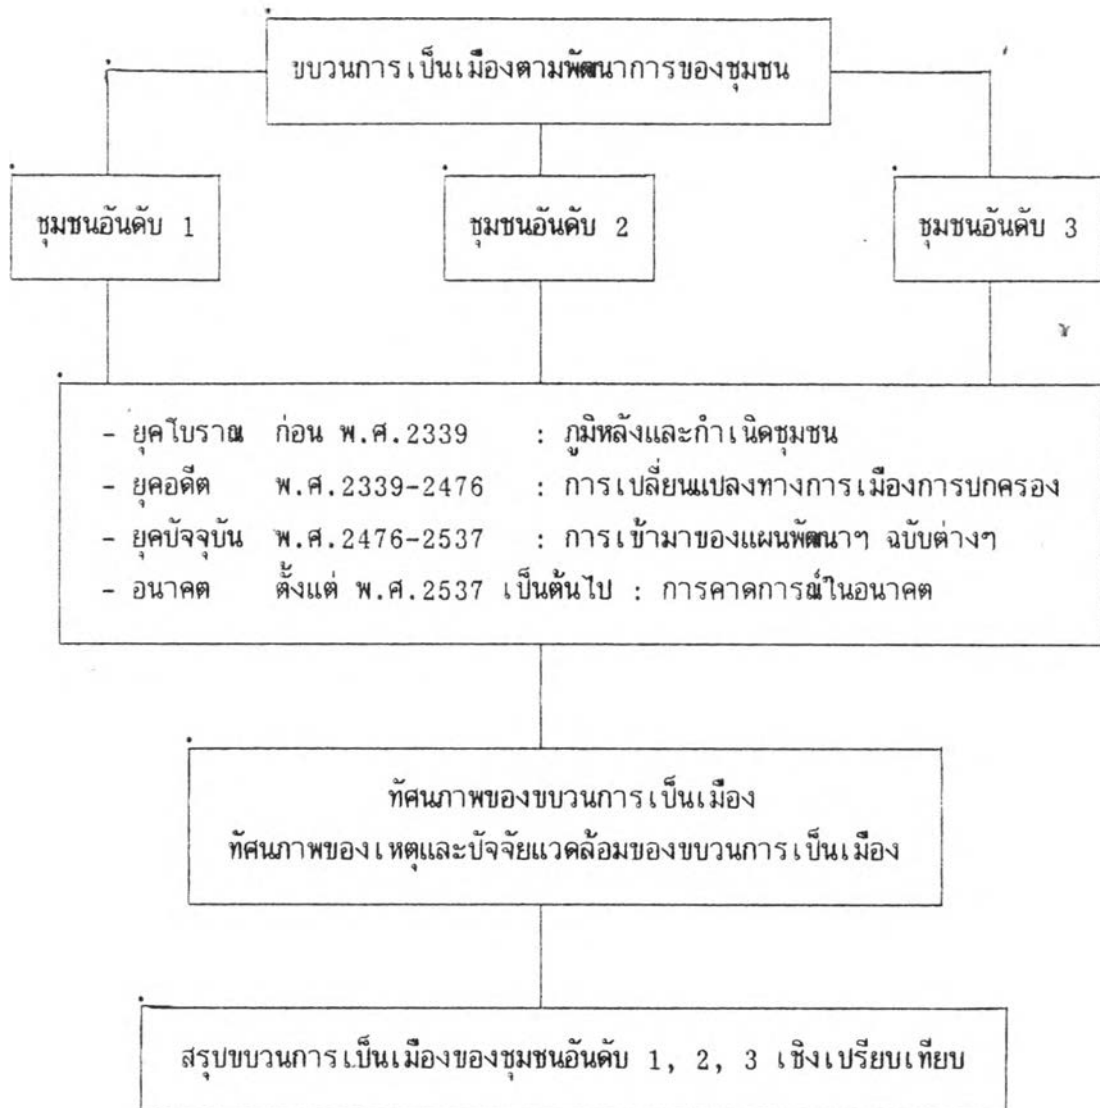 ขบวนการเป็นเมืองตามพัฒนาการของชุมชน
ชุมชนอันดับ 1
ชุมชนอันดับ 2
ชุมชนอันดับ 3
- ยุคโบราณ ก่อน พ.ศ.2339 : ภูมิหลังและกำเนิดชุมชน
- ยุคอดีต พ.ศ.2339-2476 : การเปลี่ยนแปลงทางการเมืองการปกครอง
- ยุคปัจจุบัน พ.ศ.2476-2537 : การเข้ามาของแผนพัฒนาฯ ฉบับต่างๆ
- อนาคต ตั้งแต่ พ.ศ.2537 เป็นต้นไป : การคาดการณ์ในอนาคต
ทัศนภาพของขบวนการเป็นเมือง
ทัศนภาพของเหตุและปัจจัยแวดล้อมของขบวนการเป็นเมือง
สรุปขบวนการเป็นเมืองของชุมชนอันดับ 1, 2, 3 เชิงเปรียบเทียบ